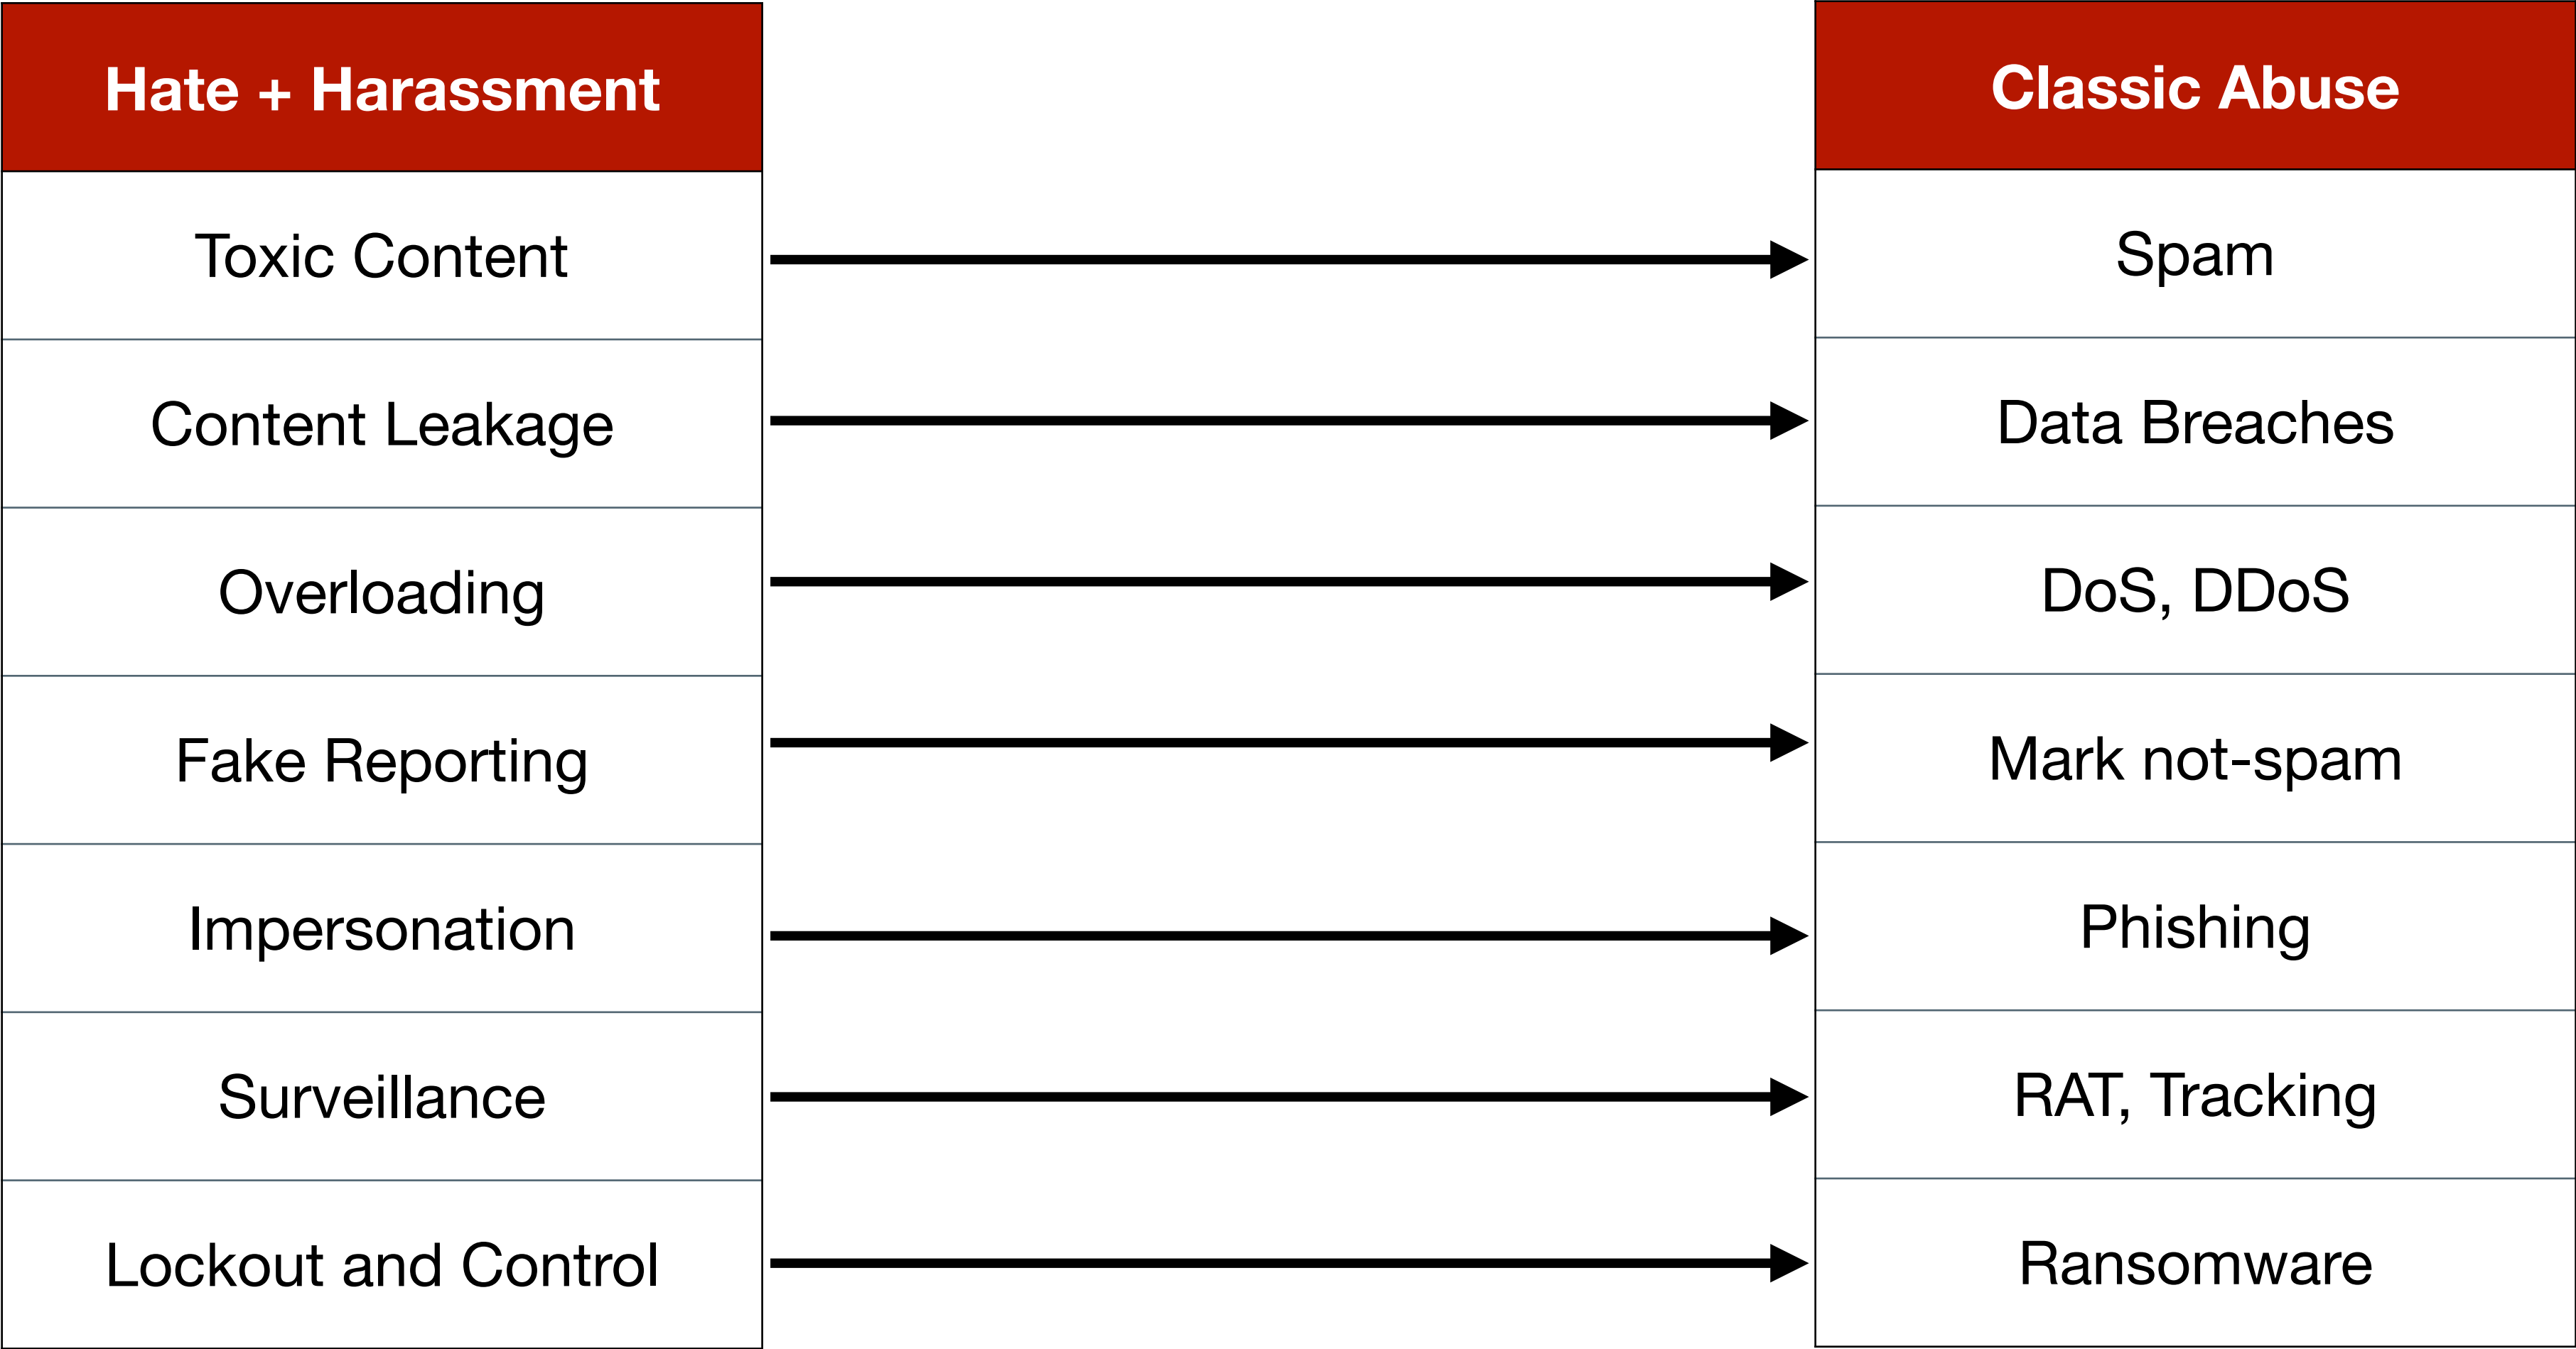 Hate + Harassment
Classic Abuse
Toxic Content
Spam
Content Leakage
Data Breaches
Overloading
DoS, DDoS
Fake Reporting
Mark not-spam
Impersonation
Phishing
Surveillance
RAT, Tracking
Lockout and Control
Ransomware